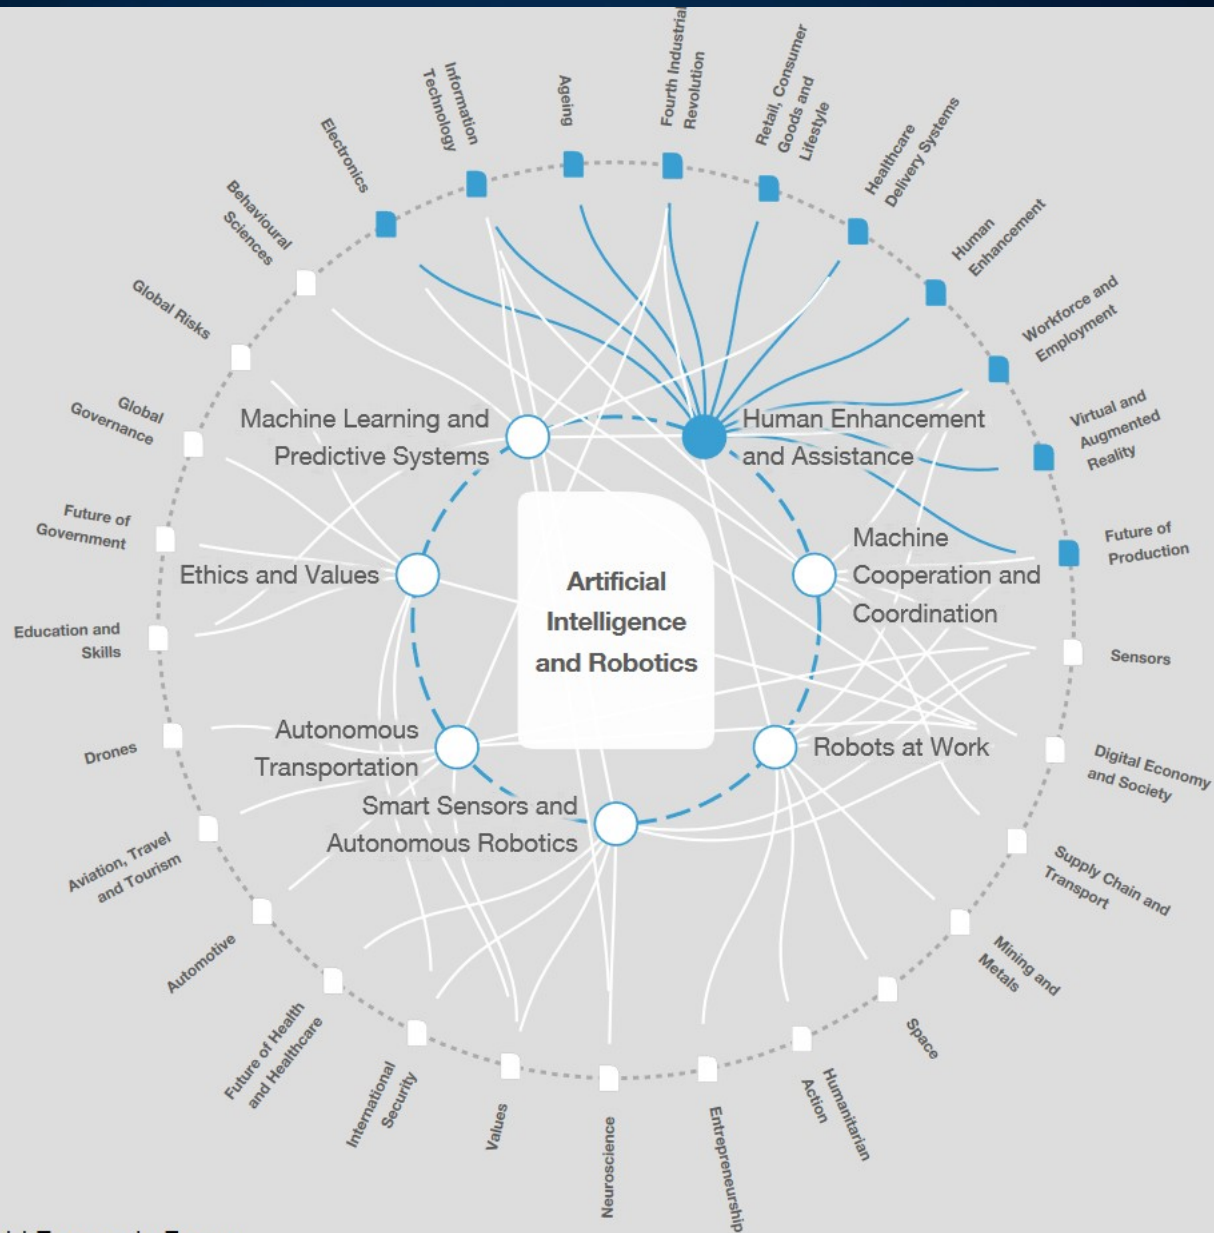 Fourth Industrial
Revolution
Retail, Consumer
Goods and
Lifestyle
Healthcare
Delivery Systems
Human
Enhancement
Workforce and
Employment
Virtual and
Augmented
Reality
Future of
Production
Sensors
Digital Economy
and Society
Supply Chain and
Transport
Mining and
Metals
Space
Humanitarian
Action
Entrepreneurship
Neuroscience
Values
International
Security
Future of Health
and Healthcare
Automotive
Aviation, Travel
and Tourism
Drones
Education and
Skills
Future of
Government
Global
Governance
Global Risks
Behavioural
Sciences
Electronics
Information
Technology
Ageing
Machine Learning and
Predictive Systems
Human Enhancement
and Assistance
Machine
Cooperation and
Coordination
Robots at Work
Smart Sensors and
Autonomous Robotics
Autonomous
Transportation
Ethics and Values
Artificial
Intelligence
and Robotics